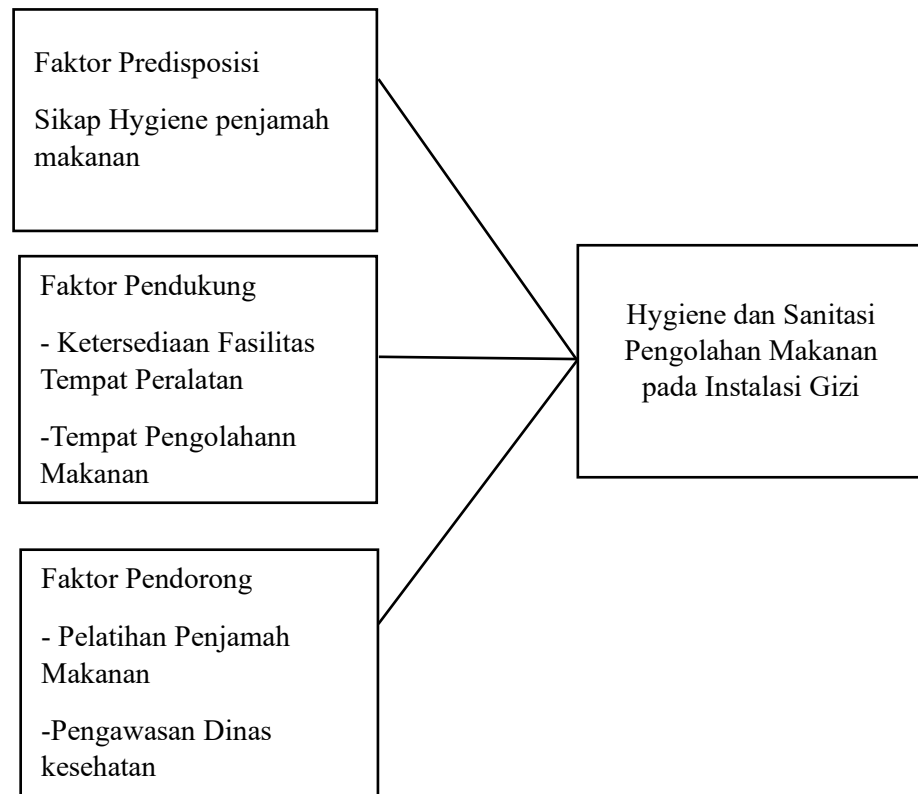 Faktor Predisposisi
Sikap Hygiene penjamah
makanan
Faktor Pendukung
- Ketersediaan Fasilitas
Tempat Peralatan
-Tempat Pengolahann
Makanan
Faktor Pendorong
- Pelatihan Penjamah
Makanan
-Pengawasan Dinas
kesehatan
Hygiene dan Sanitasi
Pengolahan Makanan
pada Instalasi Gizi